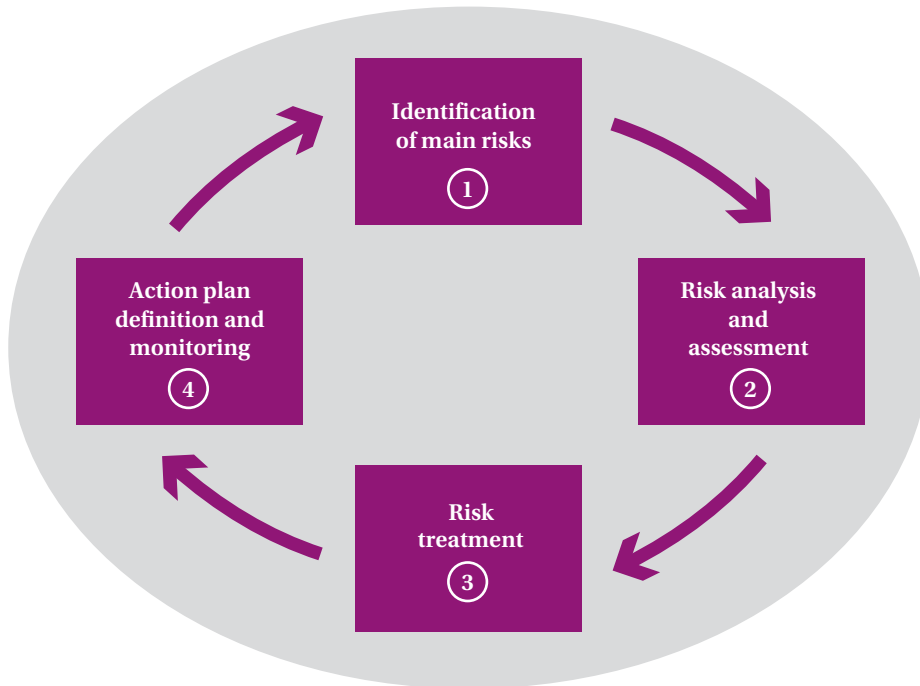 Identification
of main risks
1
Risk analysis
and
assessment
2
Risk
treatment
3
Action plan
definition and
monitoring
4